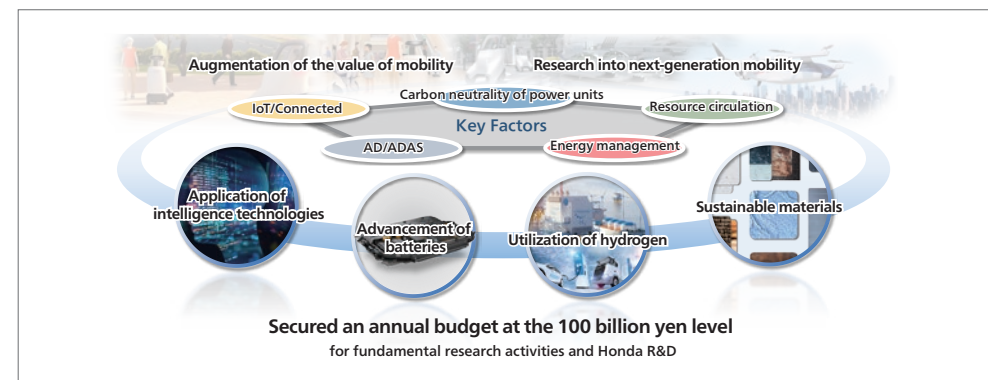 Augmentation of the value of mobility
Research into next-generation mobility
Carbon neutrality of power units
IoT/Connected
Resource circulation
Key Factors
AD/ADAS
Energy management
Application of
intelligence technologies
Advancement of
batteries
Utilization of hydrogen
Sustainable materials
Secured an annual budget at the 100 billion yen level
for fundamental research activities and Honda R&D